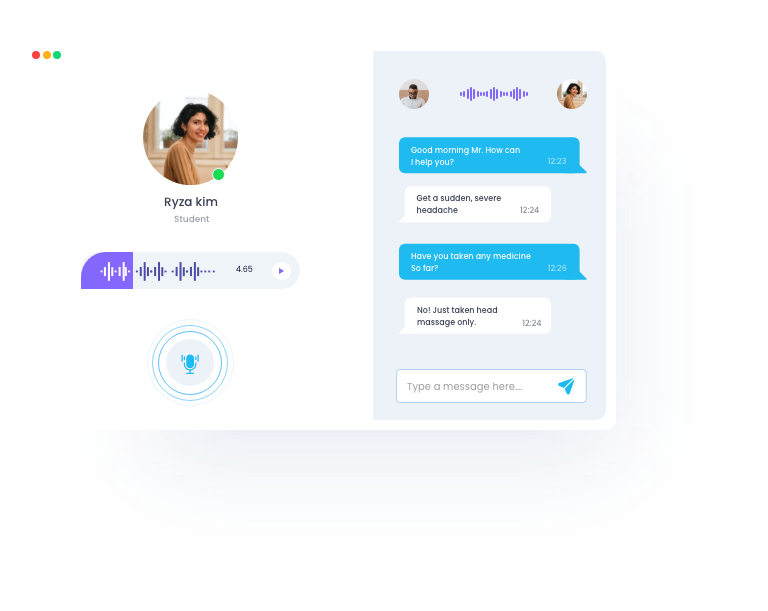 Ryza kim
Student
4.65
Good morning Mr. How can
I help you?
12:23
Get a sudden, severe
headache
12:24
Have you taken any medicine
So far?
12:26
No! Just taken head
massage only.
12:24
Type a message here....